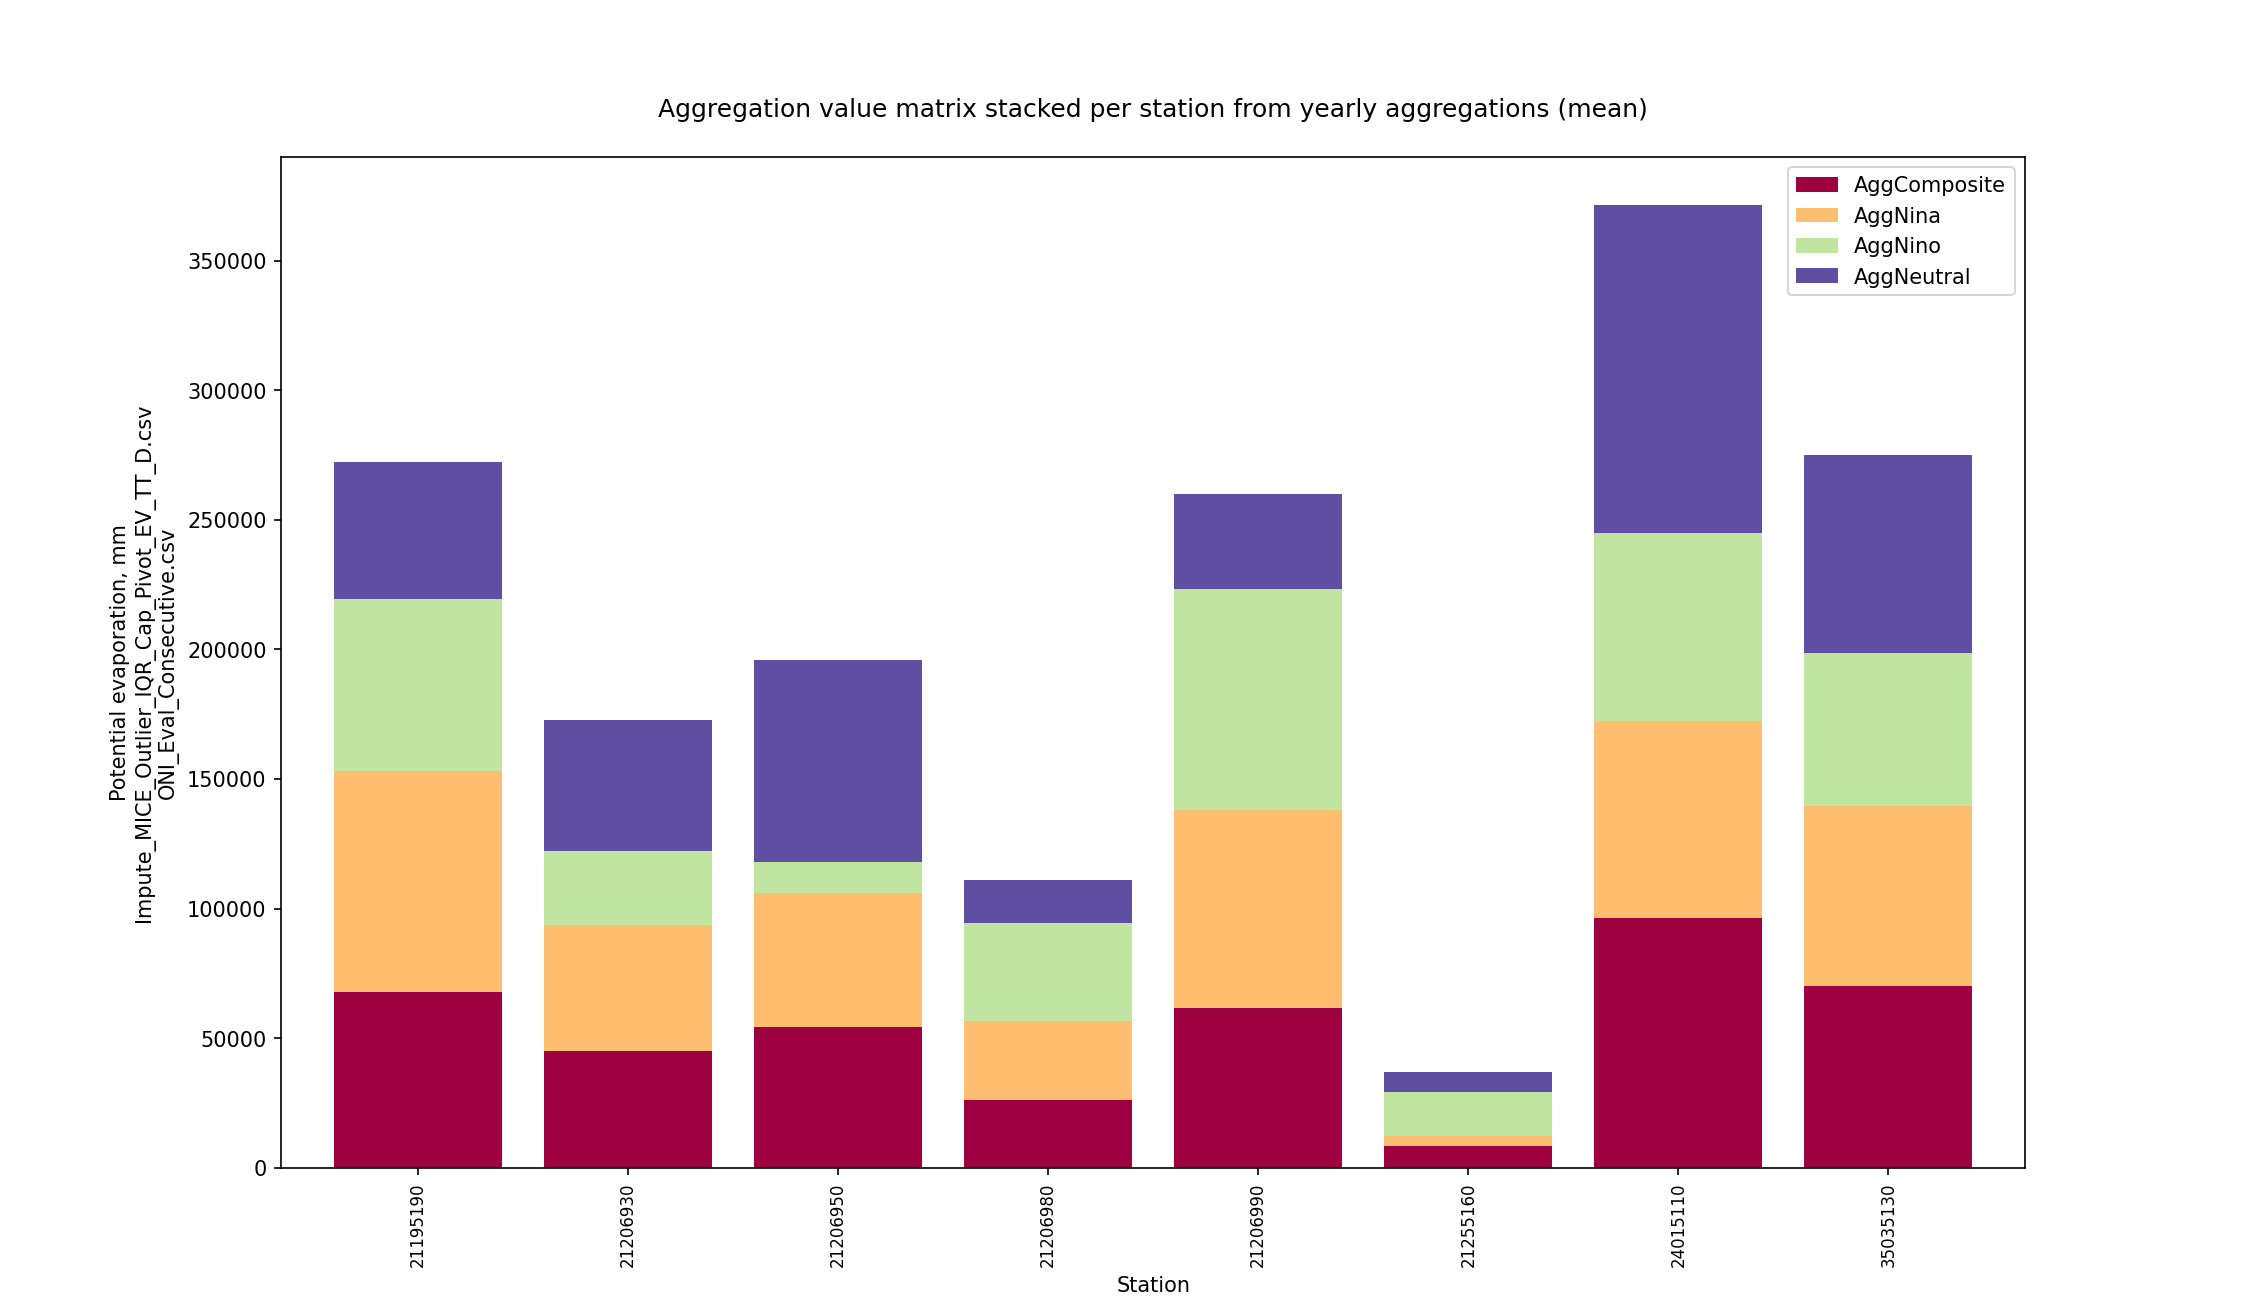 Aggregation value matrix stacked per station from yearly aggregations (mean)
AggComposite
AggNina
AggNino
AggNeutral
350000
300000
250000
200000
150000
100000
50000
0
Potential evaporation, mm
Impute_MICE_Outlier_IQR_Cap_Pivot_EV_TT_D.csv
ONI_Eval_Consecutive.csv
21195190
21206930
21206950
21206980
21206990
21255160
24015110
35035130
Station